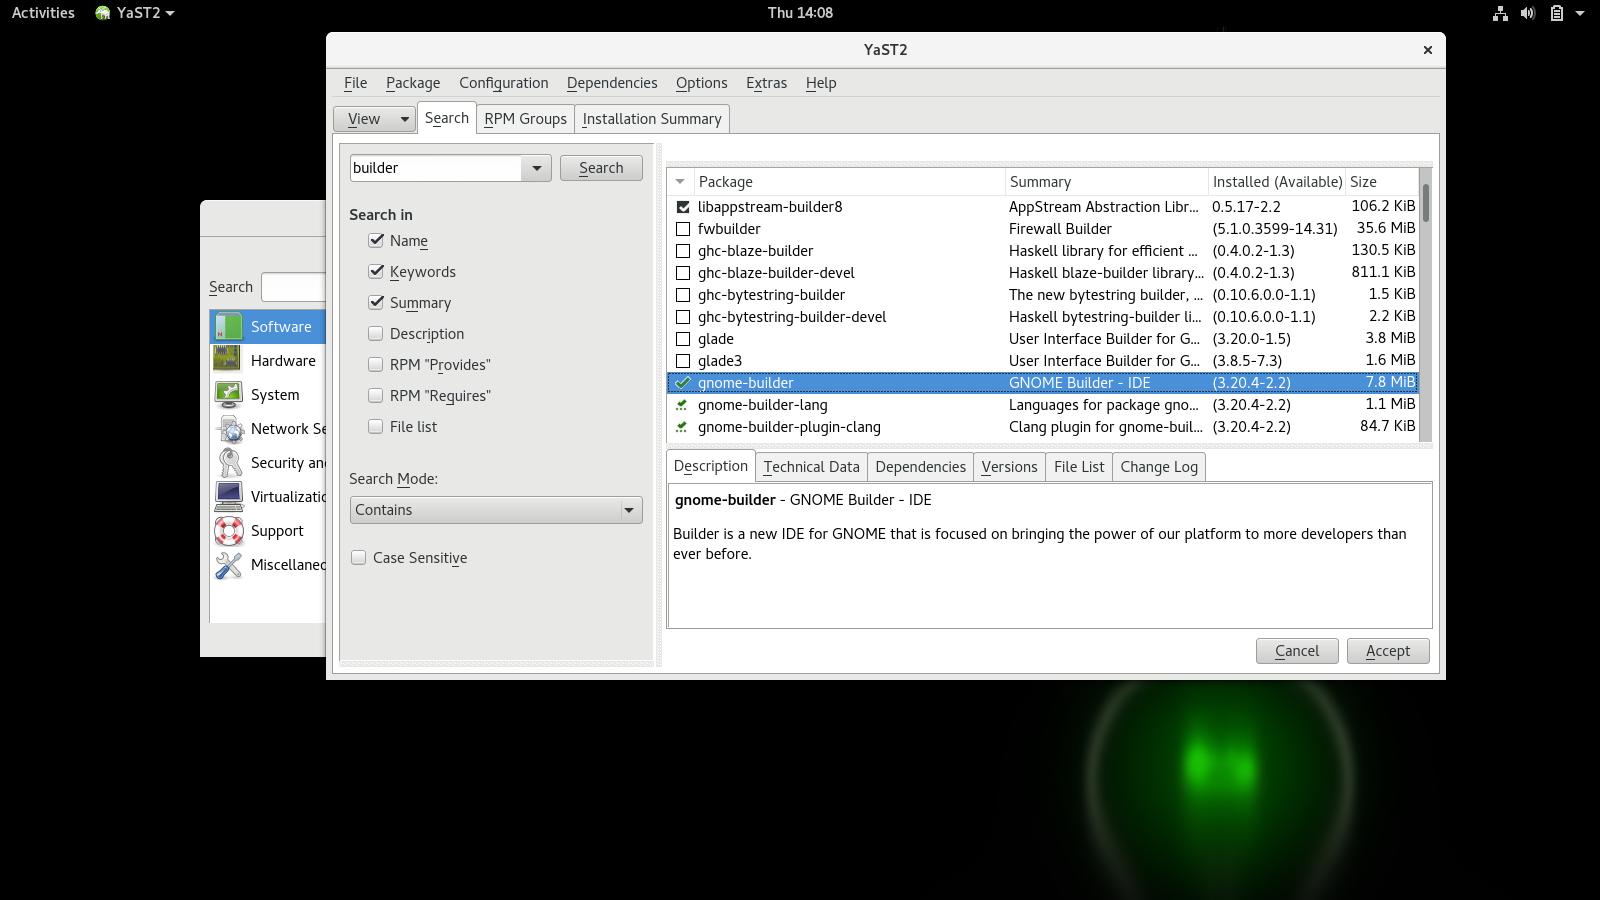 Activities YaST2 Thu 14:08
YaST2
File Package Configuration Dependencies Options Extras Help
View Search RPM Groups Installation Summary
builder Search
Search in
Name
Keywords
Summary
Description
RPM "Provides"
RPM "Requires"
File list
Search Mode:
Contains
Case Sensitive
Package Summary Installed (Available) Size
libappstream-builder8 AppStream Abstraction Libr... 0.5.17-2.2 106.2 KiB
fwbuilder Firewall Builder (5.1.0.3599-14.31) 35.6 MiB
ghc-blaze-builder Haskell library for efficient ... (0.4.0.2-1.3) 130.5 KiB
ghc-blaze-builder-devel Haskell blaze-builder library... (0.4.0.2-1.3) 811.1 KiB
ghc-bytestring-builder The new bytestring builder, ... (0.10.6.0.0-1.1) 1.5 KiB
ghc-bytestring-builder-devel Haskell bytestring-builder li... (0.10.6.0.0-1.1) 2.2 KiB
glade User Interface Builder for G... (3.20.0-1.5) 3.8 MiB
glade3 User Interface Builder for G... (3.8.5-7.3) 1.6 MiB
gnome-builder GNOME Builder - IDE (3.20.4-2.2) 7.8 MiB
gnome-builder-lang Languages for package gno... (3.20.4-2.2) 1.1 MiB
gnome-builder-plugin-clang Clang plugin for gnome-buil... (3.20.4-2.2) 84.7 KiB
Description Technical Data Dependencies Versions File List Change Log
gnome-builder - GNOME Builder - IDE
Builder is a new IDE for GNOME that is focused on bringing the power of our platform to more developers than
ever before.
Cancel Accept
Search
Software
Hardware
System
Network Se
Security an
Virtualizatio
Support
Miscellaneo